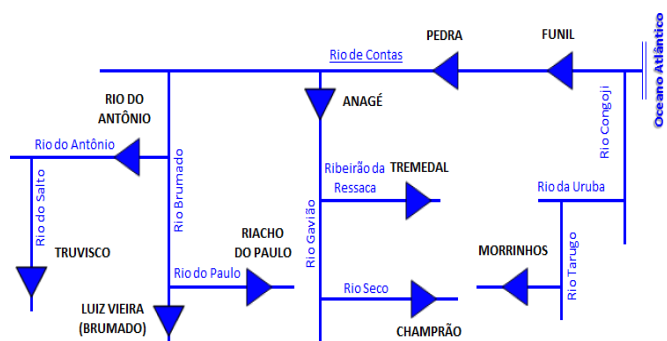 PEDRA
FUNIL
Rio de Contas
Oceano Atlântico
RIO DO
ANTÔNIO
ANAGÉ
Rio Congoji
Rio do Antônio
Ribeirão da
Ressaca
TREMEDAL
Rio da Uruba
Rio do Salto
Rio Brumado
Rio Gavião
TRUVISCO
RIACHO
DO PAULO
MORRINHOS
Rio Tarugo
Rio do Paulo
Rio Seco
LUIZ VIEIRA
(BRUMADO)
CHAMPRÃO